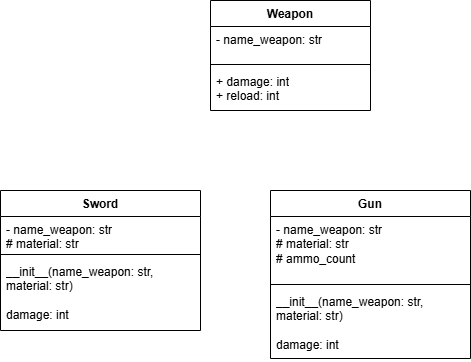 Weapon
- name_weapon: str
+ damage: int
+ reload: int
Sword
- name_weapon: str
# material: str
__init__(name_weapon: str,
material: str)
damage: int
Gun
- name_weapon: str
# material: str
# ammo_count
__init__(name_weapon: str,
material: str)
damage: int